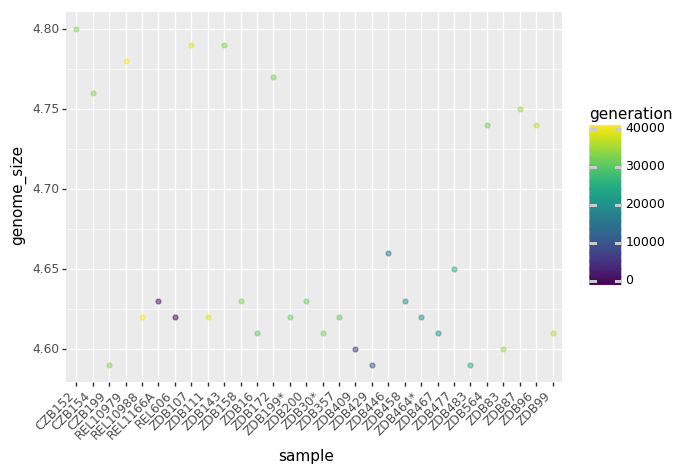 4.80
4.75
4.70
4.65
4.60
genome_size
CZB152
CZB154
CZB199
REL10979
REL10988
REL1166A
REL606
ZDB107
ZDB111
ZDB143
ZDB158
ZDB16
ZDB172
ZDB199*
ZDB200
ZDB30*
ZDB357
ZDB409
ZDB429
ZDB446
ZDB458
ZDB464*
ZDB467
ZDB477
ZDB483
ZDB564
ZDB83
ZDB87
ZDB96
ZDB99
sample
generation
40000
30000
20000
10000
0